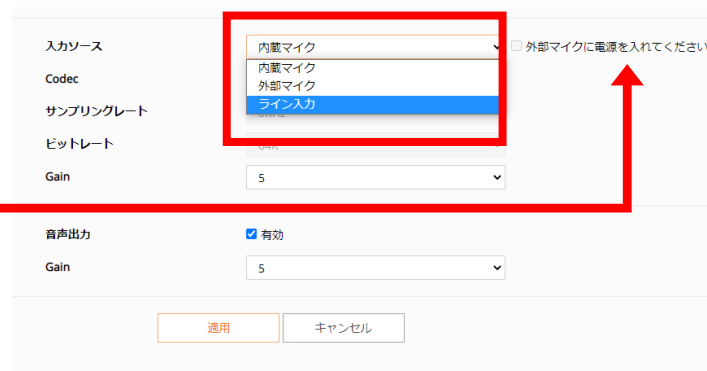 入力ソース 内蔵マイク 外部マイクに電源を入れてください
内蔵マイク
Codec
外部マイク
ライン入力
サンプリングレート
ビットレート 64K
Gain 5
音声出力 有効
Gain 5
適用 キャンセル